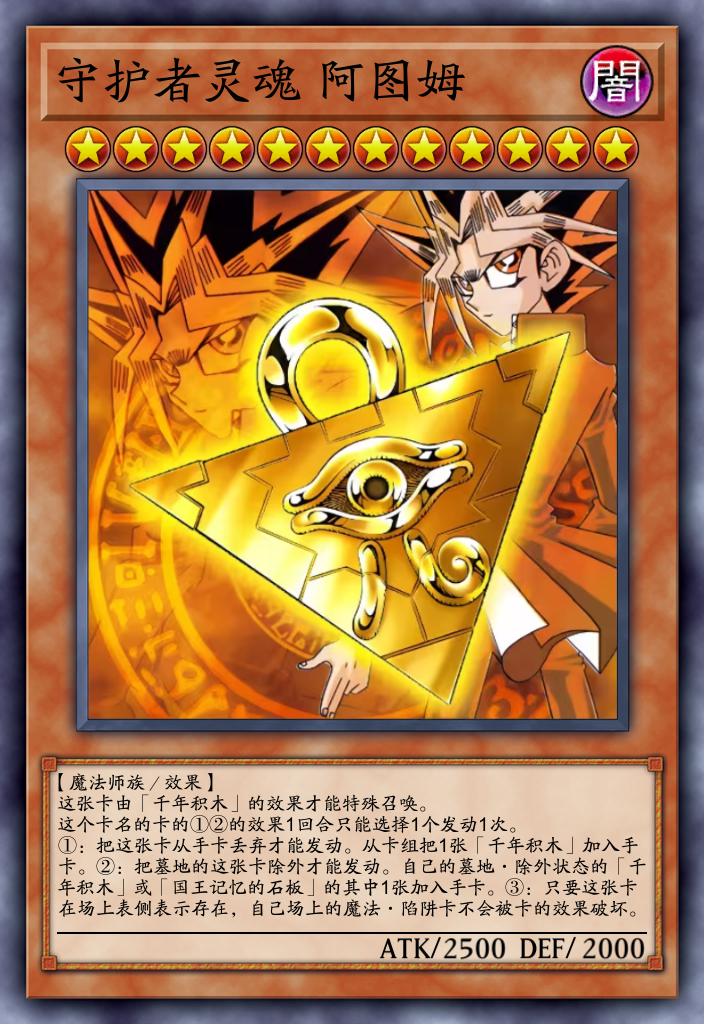 守护者灵魂 阿图姆
闇
【魔法师族/效果】
这张卡由「千年积木」的效果才能特殊召唤。
这个卡名的卡的①②的效果1回合只能选择1个发动1次。
①：把这张卡从手卡丢弃才能发动。从卡组把1张「千年积木」加入手
卡。②：把墓地的这张卡除外才能发动。自己的墓地·除外状态的「千
年积木」或「国王记忆的石板」的其中1张加入手卡。③：只要这张卡
在场上表侧表示存在，自己场上的魔法·陷阱卡不会被卡的效果破坏。
ATK/2500 DEF/2000